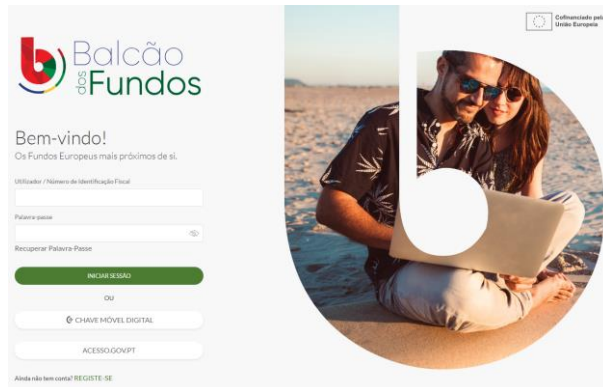 Cofinanciado pela
União Europeia
b Balcão
dos Fundos
Bem-vindo!
Os Fundos Europeus mais próximos de si.
Utilizador / Número de Identificação Fiscal
Palavra-passe
Recuperar Palavra-Passe
INICIAR SESSÃO
OU
CHAVE MÓVEL DIGITAL
ACESSO.GOV.PT
Ainda não tem conta? REGISTE-SE